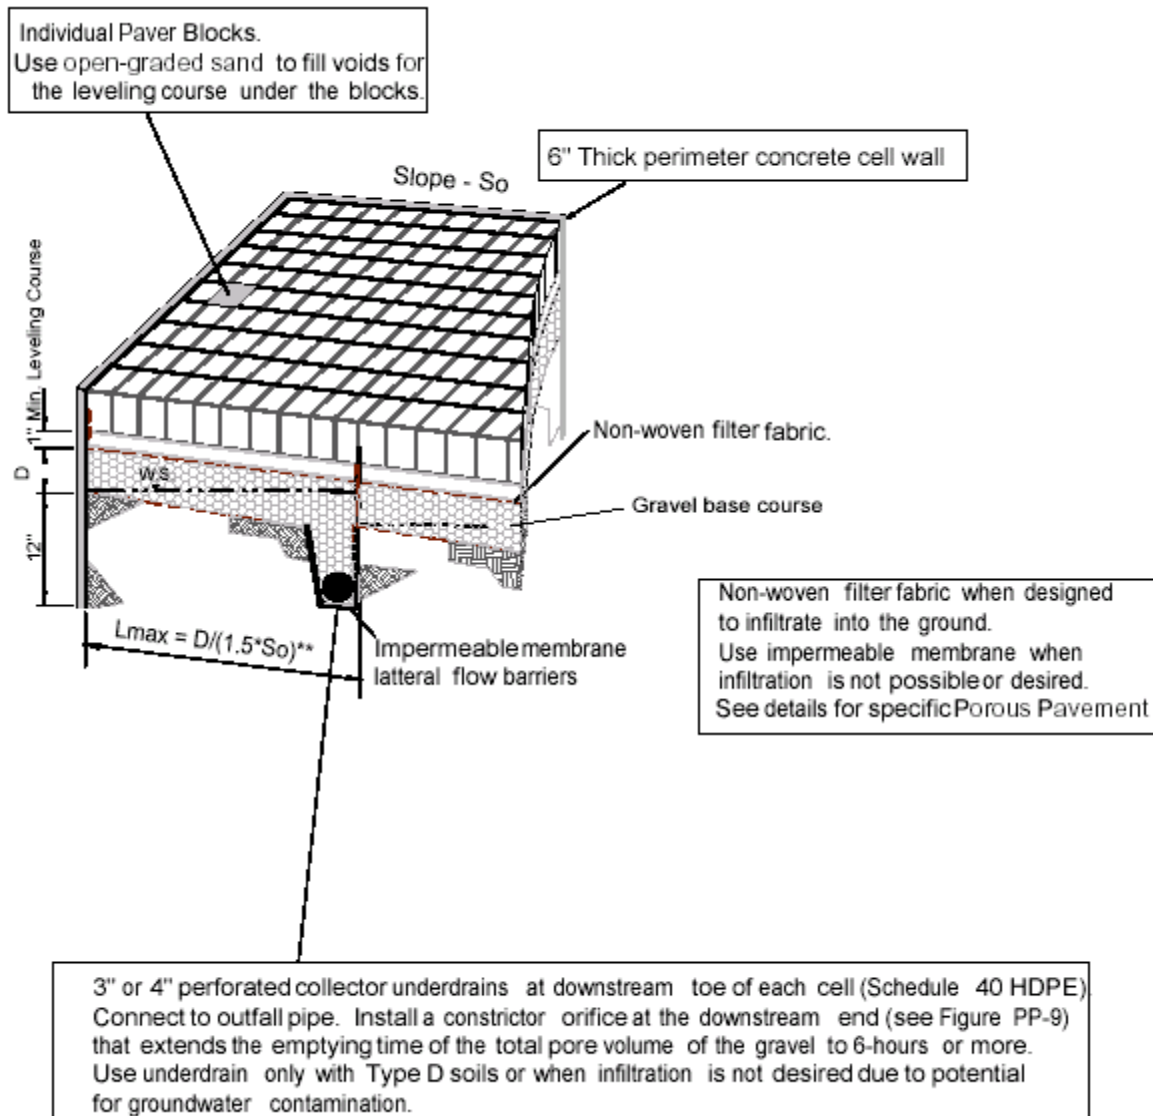 Individual Paver Blocks.
Use open-graded sand to fill voids for
the leveling course under the blocks.
6" Thick perimeter concrete cell wall
Slope - So
1" Min. Leveling Course
D
12"
w.s
Non-woven filter fabric.
Gravel base course
Lmax = D/(1.5*So)**
Impermeable membrane
latteral flow barriers
Non-woven filter fabric when designed
to infiltrate into the ground.
Use impermeable membrane when
infiltration is not possible or desired.
See details for specific Porous Pavement
3" or 4" perforated collector underdrains at downstream toe of each cell (Schedule 40 HDPE).
Connect to outfall pipe. Install a constrictor orifice at the downstream end (see Figure PP-9)
that extends the emptying time of the total pore volume of the gravel to 6-hours or more.
Use underdrain only with Type D soils or when infiltration is not desired due to potential
for groundwater contamination.